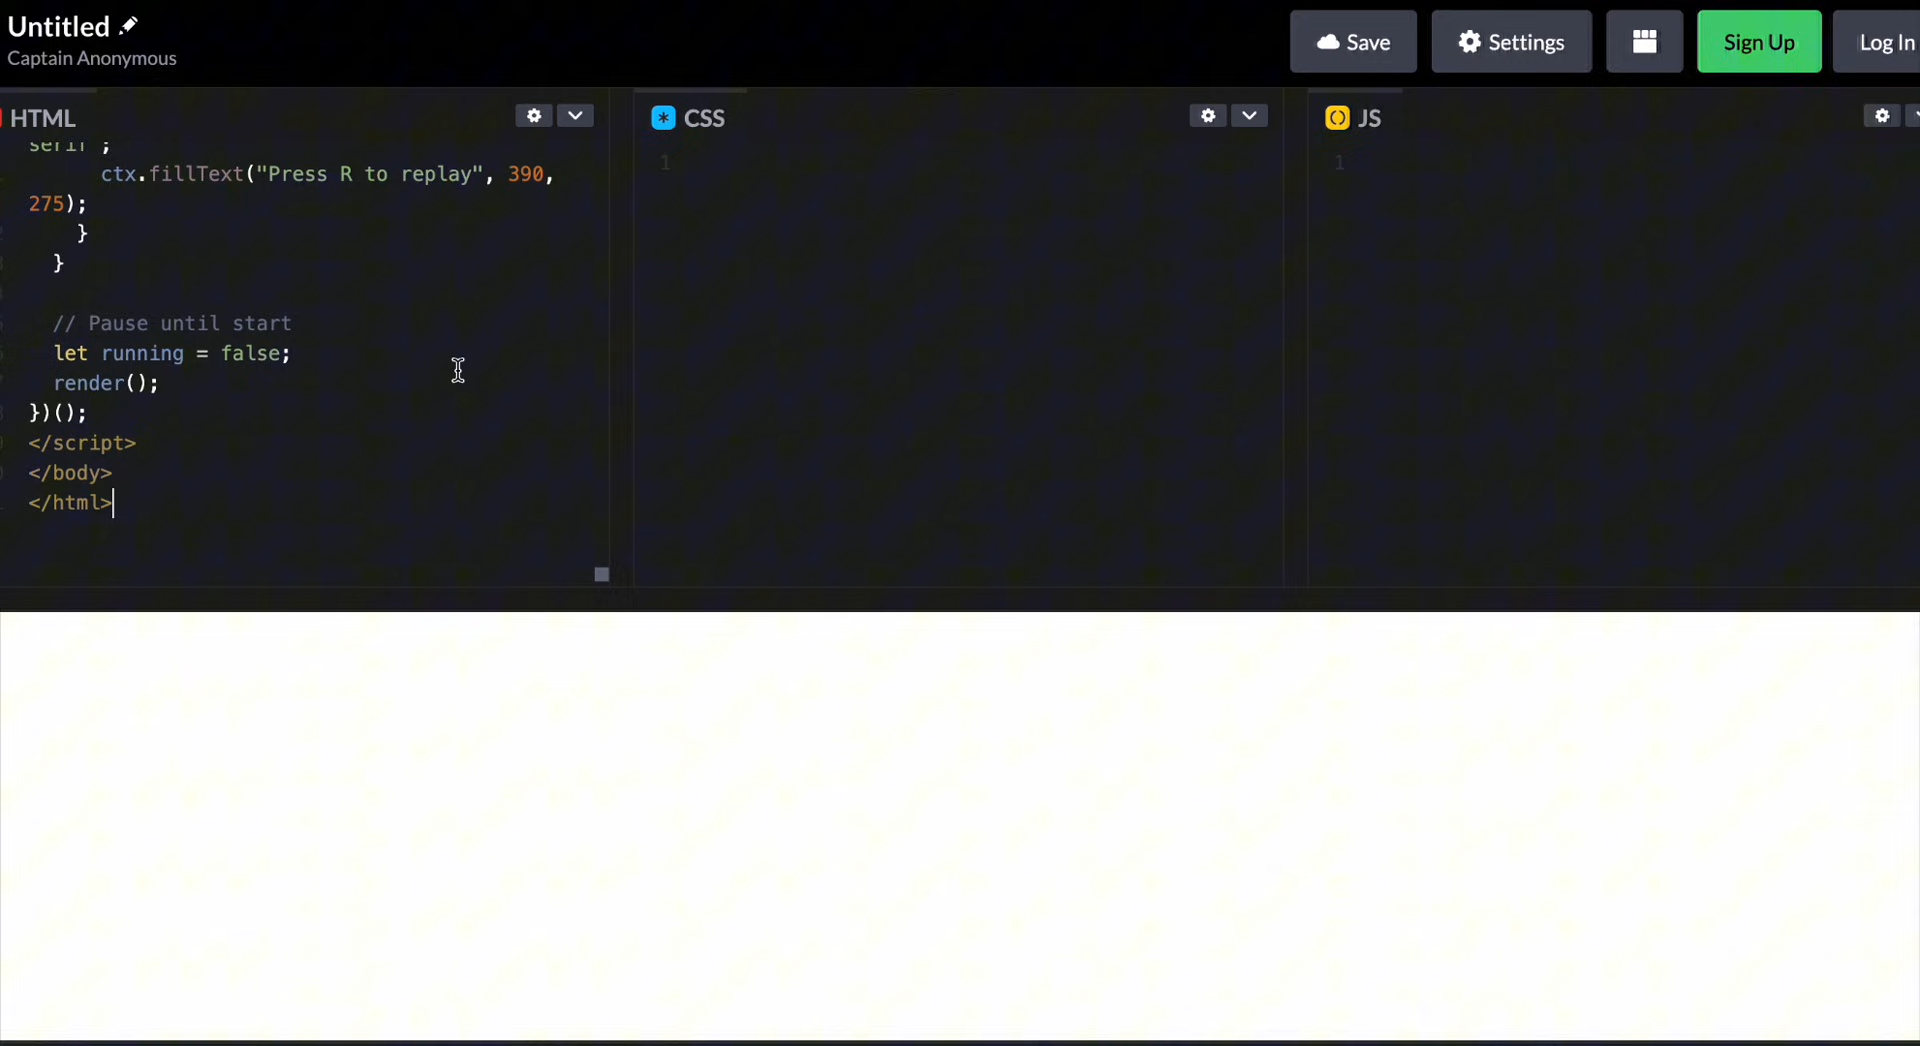 Untitled
Captain Anonymous
Save
Settings
Sign Up
Log In
HTML
CSS
JS
serif";
ctx.fillText("Press R to replay", 390,
275);
}
}
// Pause until start
let running = false;
render();
})();
</script>
</body>
</html>
1
1